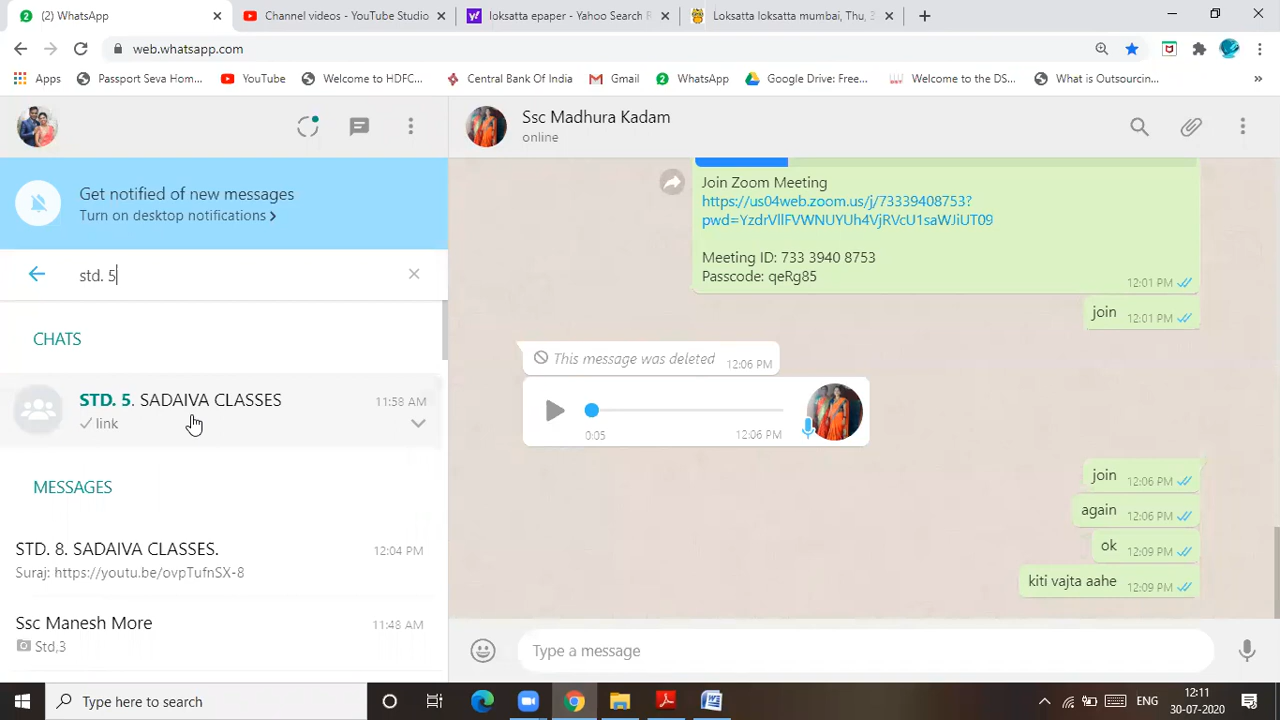 (2) WhatsApp
Channel videos - YouTube Studio
loksatta epaper - Yahoo Search R
Loksatta loksatta mumbai, Thu, 3
web.whatsapp.com
Apps
Passport Seva Hom...
YouTube
Welcome to HDFC...
Central Bank Of India
Gmail
WhatsApp
Google Drive: Free...
Welcome to the DS...
What is Outsourcin...
»
Ssc Madhura Kadam
online
Get notified of new messages
Turn on desktop notifications
std. 5
CHATS
STD. 5. SADAIVA CLASSES
11:59 AM
link
MESSAGES
STD. 8. SADAIVA CLASSES.
12:04 PM
Suraj: https://youtu.be/ovpTufnSX-8
Ssc Manesh More
11:48 AM
Std,3
Join Zoom Meeting
https://us04web.zoom.us/j/73339408753?
pwd=YzdrVllFVWNUYUh4VjRVcU1saWJiUT09
Meeting ID: 733 3940 8753
Passcode: qeRg85
12:01 PM
join
12:01 PM
This message was deleted
12:06 PM
0:05
12:06 PM
join
12:06 PM
again
12:06 PM
ok
12:09 PM
kiti vajta aahe
12:09 PM
Type a message
Type here to search
ENG
12:11
30-07-2020